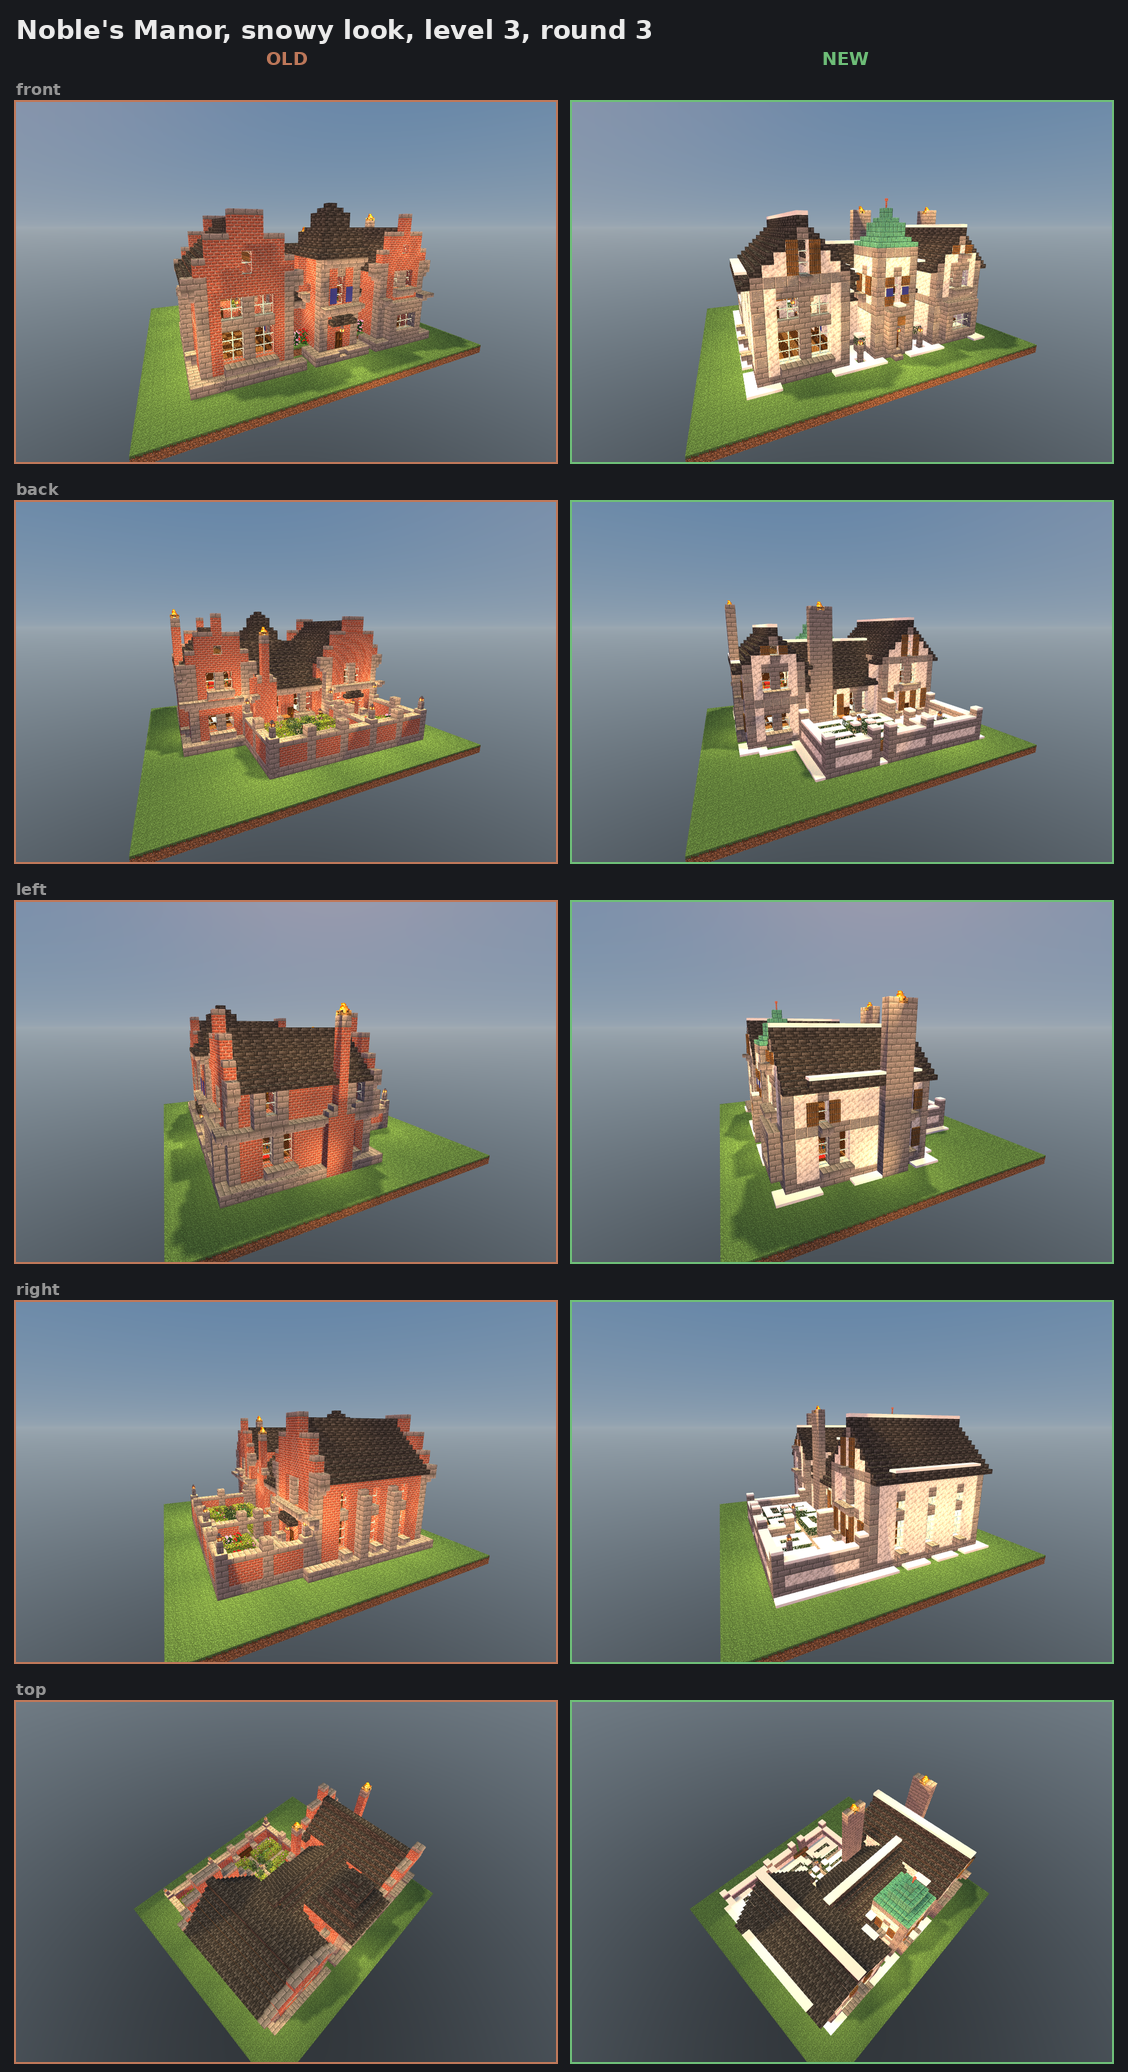 Noble's Manor, snowy look, level 3, round 3
OLD
NEW
front
back
left
right
top